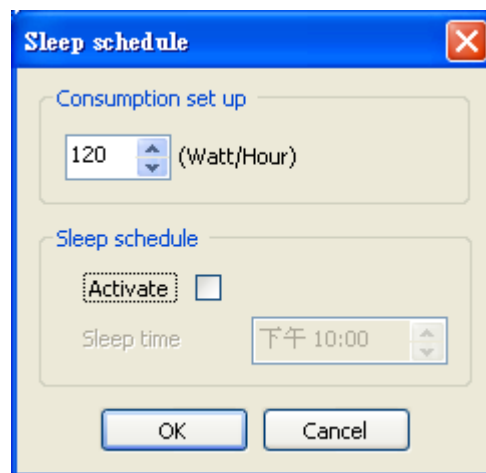 Sleep schedule
Consumption set up
120 (Watt/Hour)
Sleep schedule
Activate
Sleep time 下午 10:00
OK Cancel